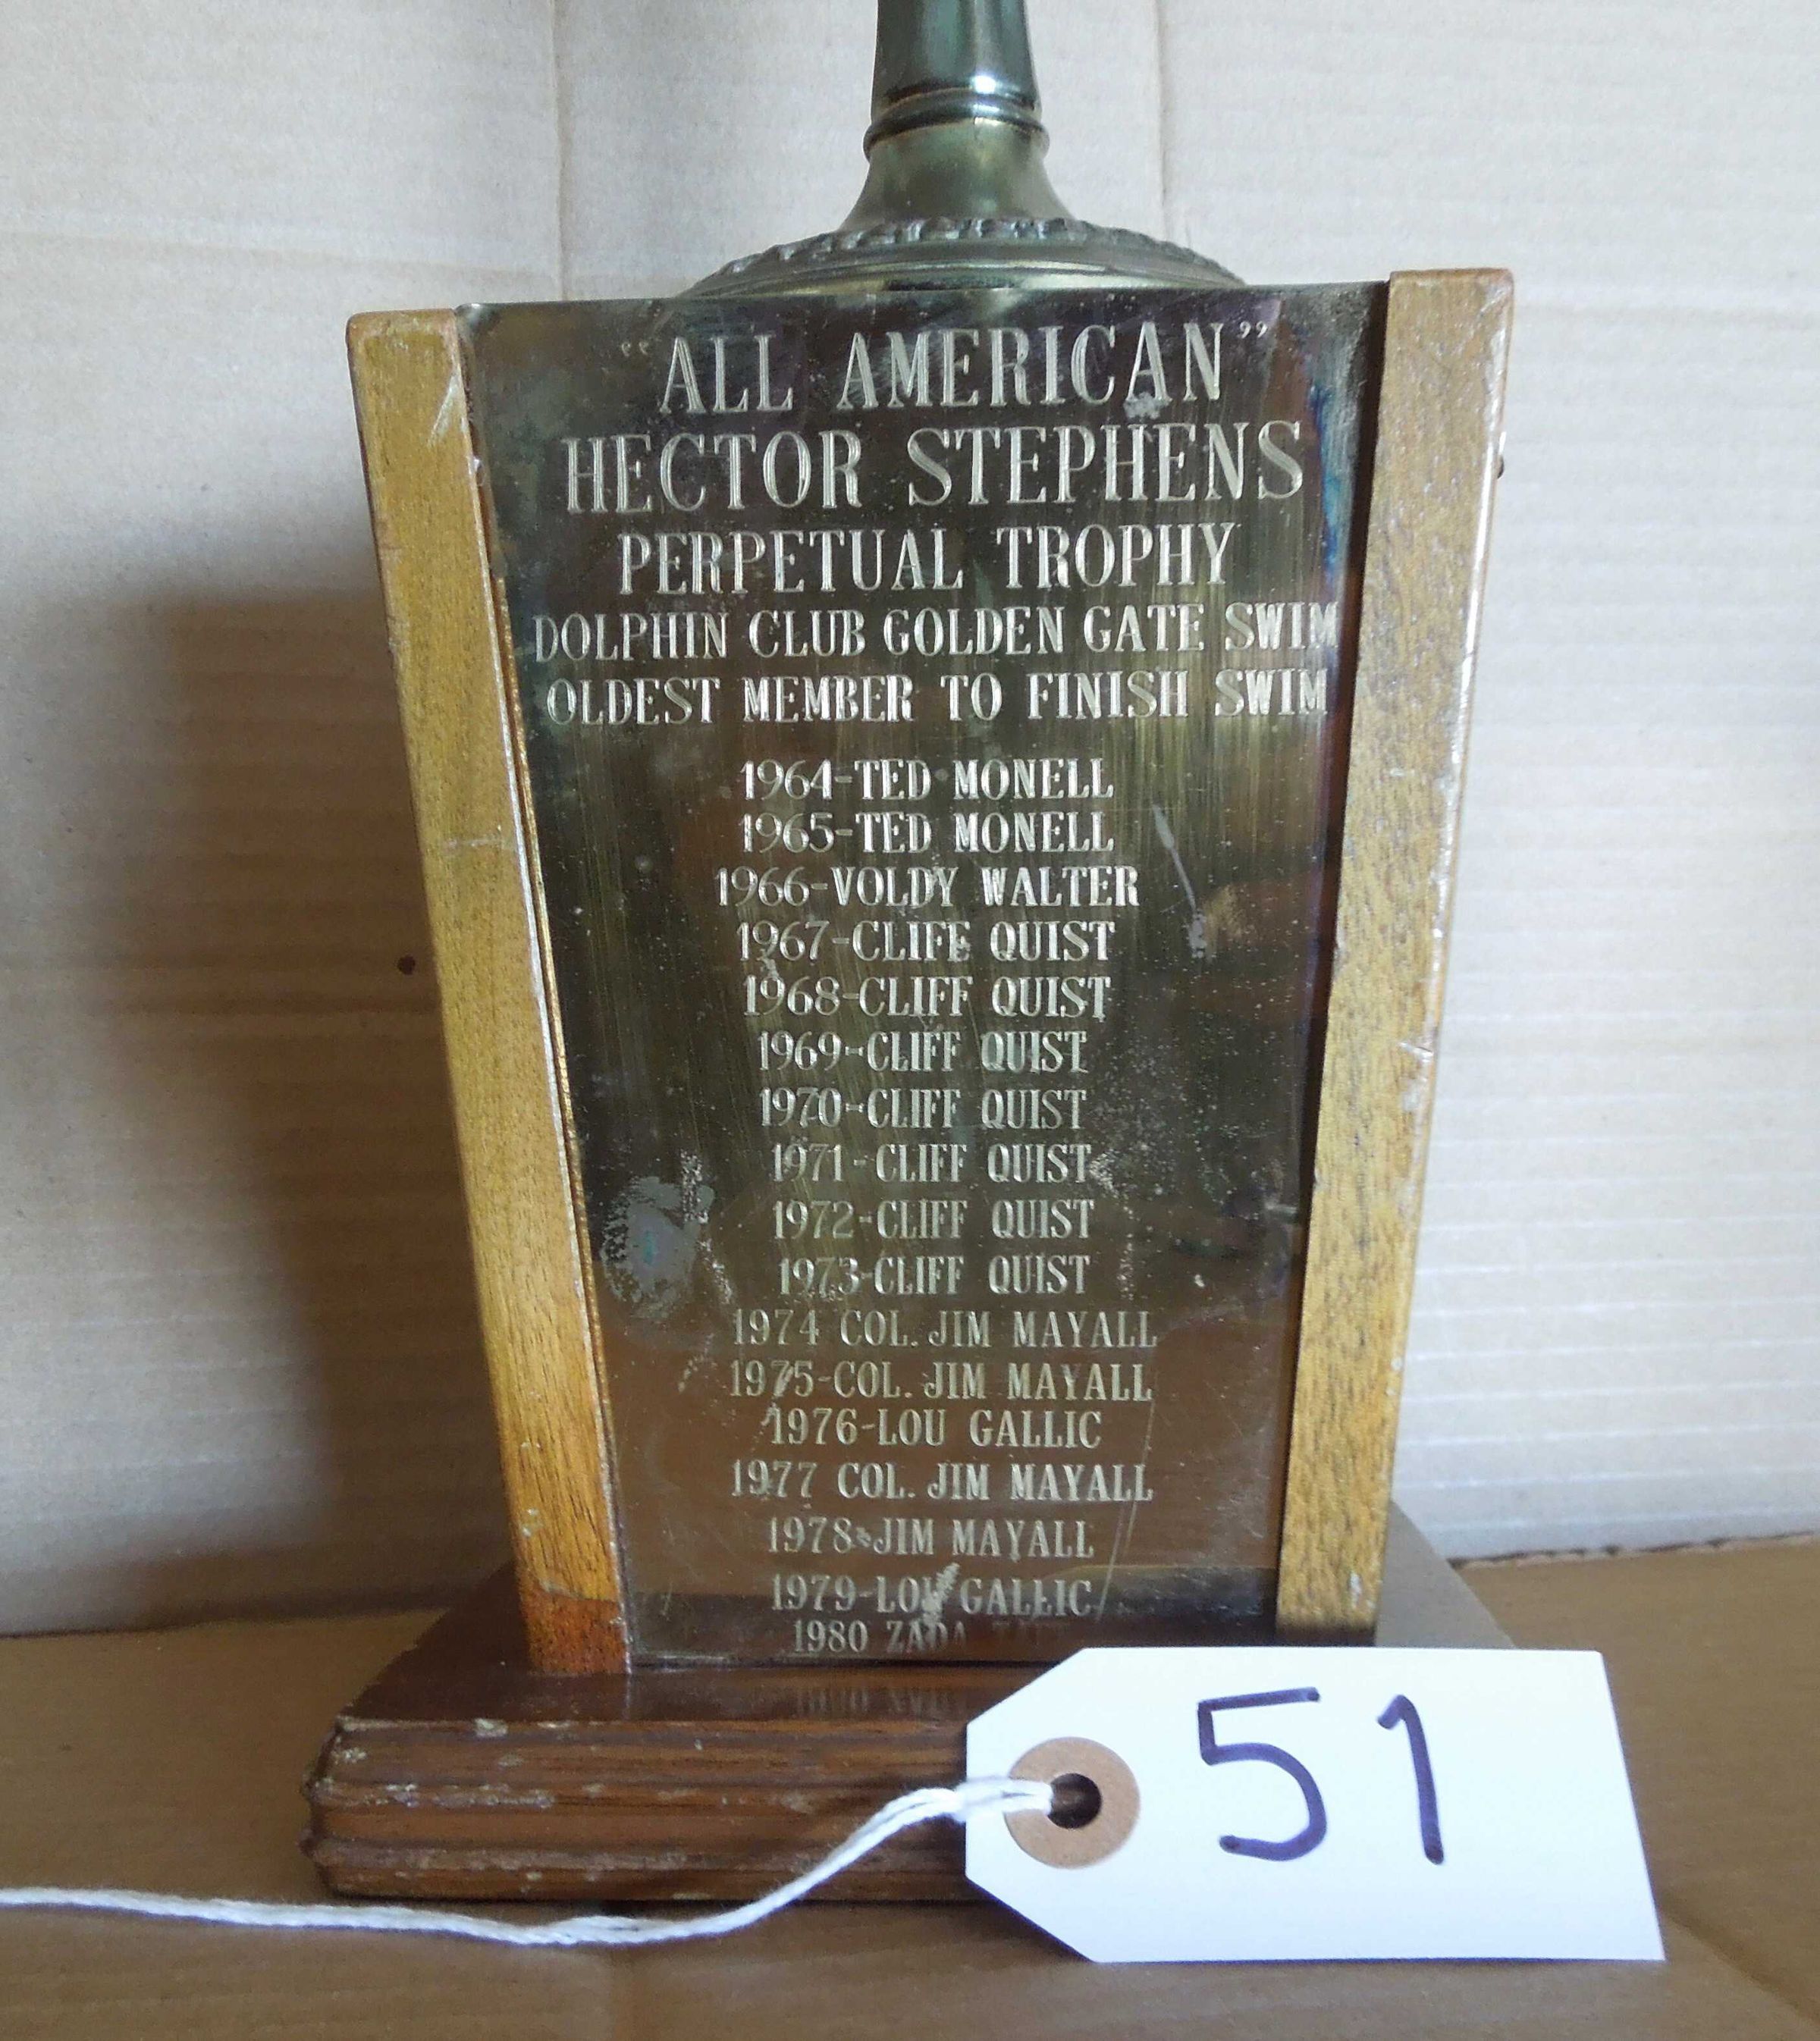 "ALL AMERICAN"
HECTOR STEPHENS
PERPETUAL TROPHY
DOLPHIN CLUB GOLDEN GATE SWIM
OLDEST MEMBER TO FINISH SWIM
1964-TED MONELL
1965-TED MONELL
1966-VOLDY WALTER
1967-CLIFF QUIST
1968-CLIFF QUIST
1969-CLIFF QUIST
1970-CLIFF QUIST
1971-CLIFF QUIST
1972-CLIFF QUIST
1973-CLIFF QUIST
1974 COL. JIM MAYALL
1975-COL. JIM MAYALL
1976-LOU GALLIC
1977 COL. JIM MAYALL
1978-JIM MAYALL
1979-LOU GALLIC
1980 ZADA
51